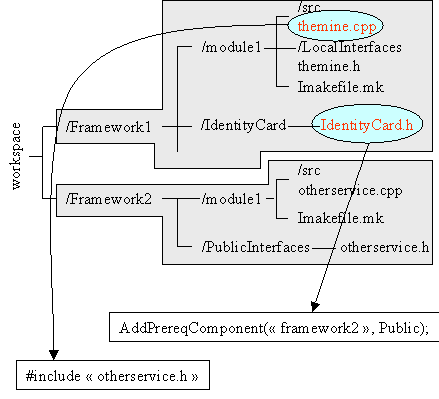 /src
themine.cpp
/module1
/LocalInterfaces
themine.h
Imakefile.mk
/Framework1
/IdentityCard
IdentityCard.h
workspace
/src
otherservice.cpp
/Framework2
/module1
Imakefile.mk
/PublicInterfaces
otherservice.h
AddPrereqComponent(« framework2 », Public);
#include « otherservice.h »